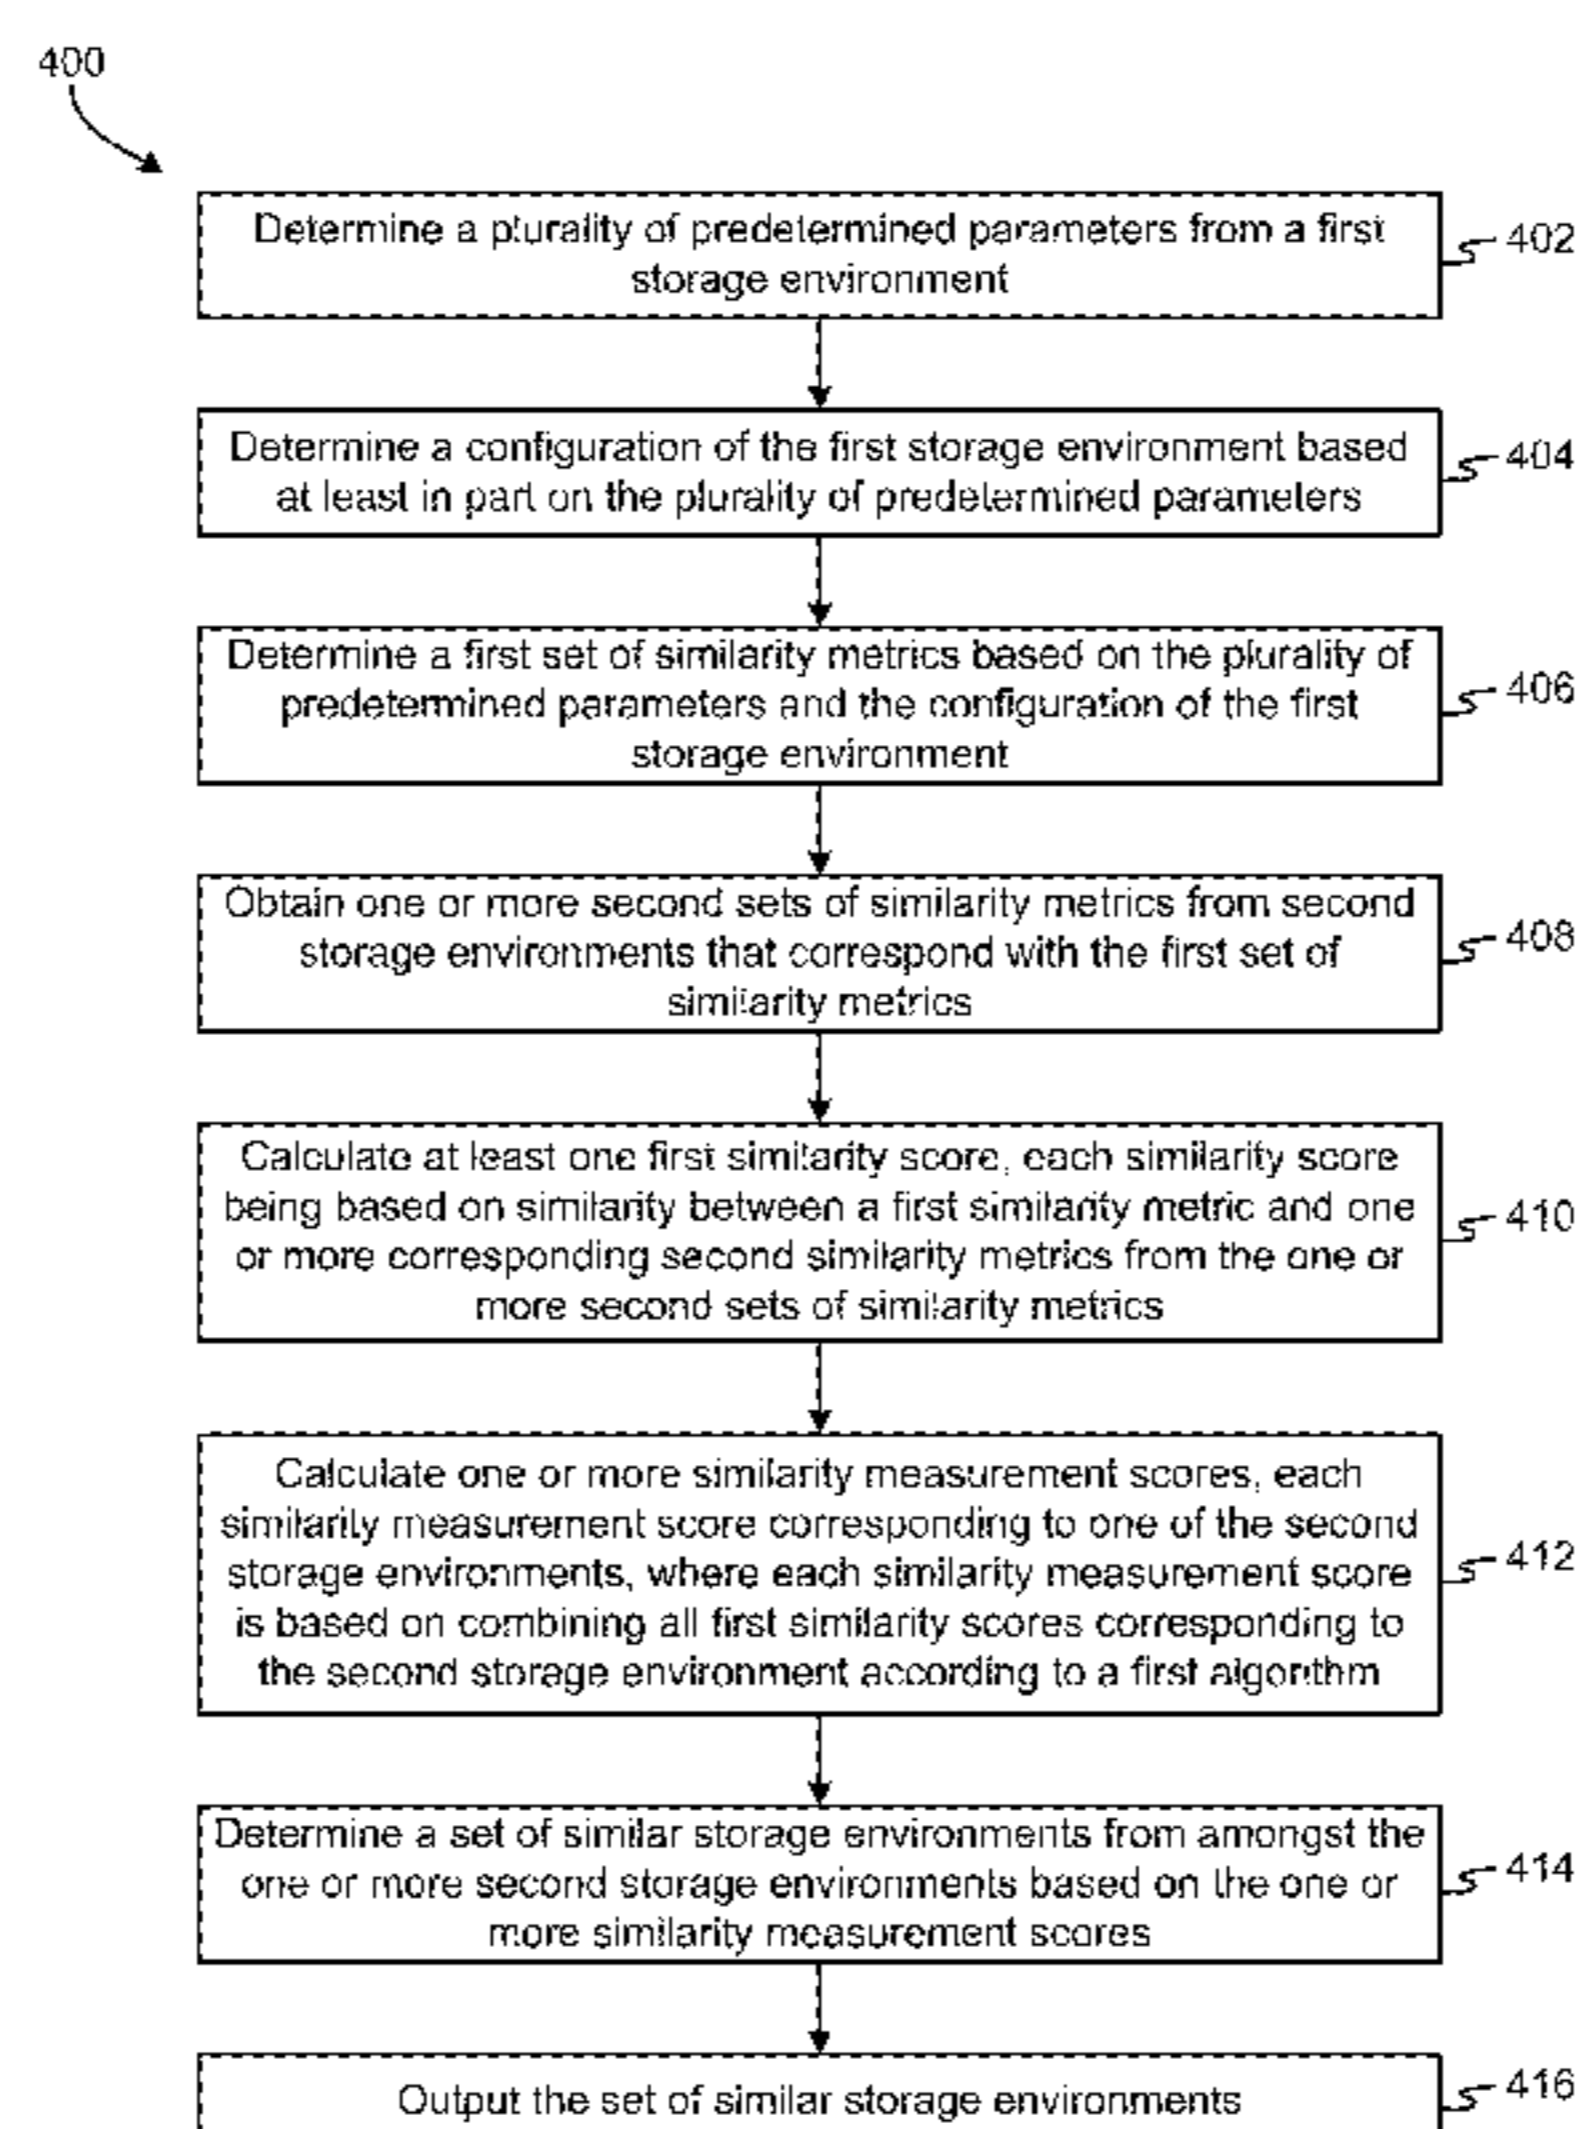 400
Determine a plurality of predetermined parameters from a first
storage environment
402
Determine a configuration of the first storage environment based
at least in part on the plurality of predetermined parameters
404
Determine a first set of similarity metrics based on the plurality of
predetermined parameters and the configuration of the first
storage environment
406
Obtain one or more second sets of similarity metrics from second
storage environments that correspond with the first set of
similarity metrics
408
Calculate at least one first similarity score, each similarity score
being based on similarity between a first similarity metric and one
or more corresponding second similarity metrics from the one or
more second sets of similarity metrics
410
Calculate one or more similarity measurement scores, each
similarity measurement score corresponding to one of the second
storage environments, where each similarity measurement score
is based on combining all first similarity scores corresponding to
the second storage environment according to a first algorithm
412
Determine a set of similar storage environments from amongst the
one or more second storage environments based on the one or
more similarity measurement scores
414
Output the set of similar storage environments
416